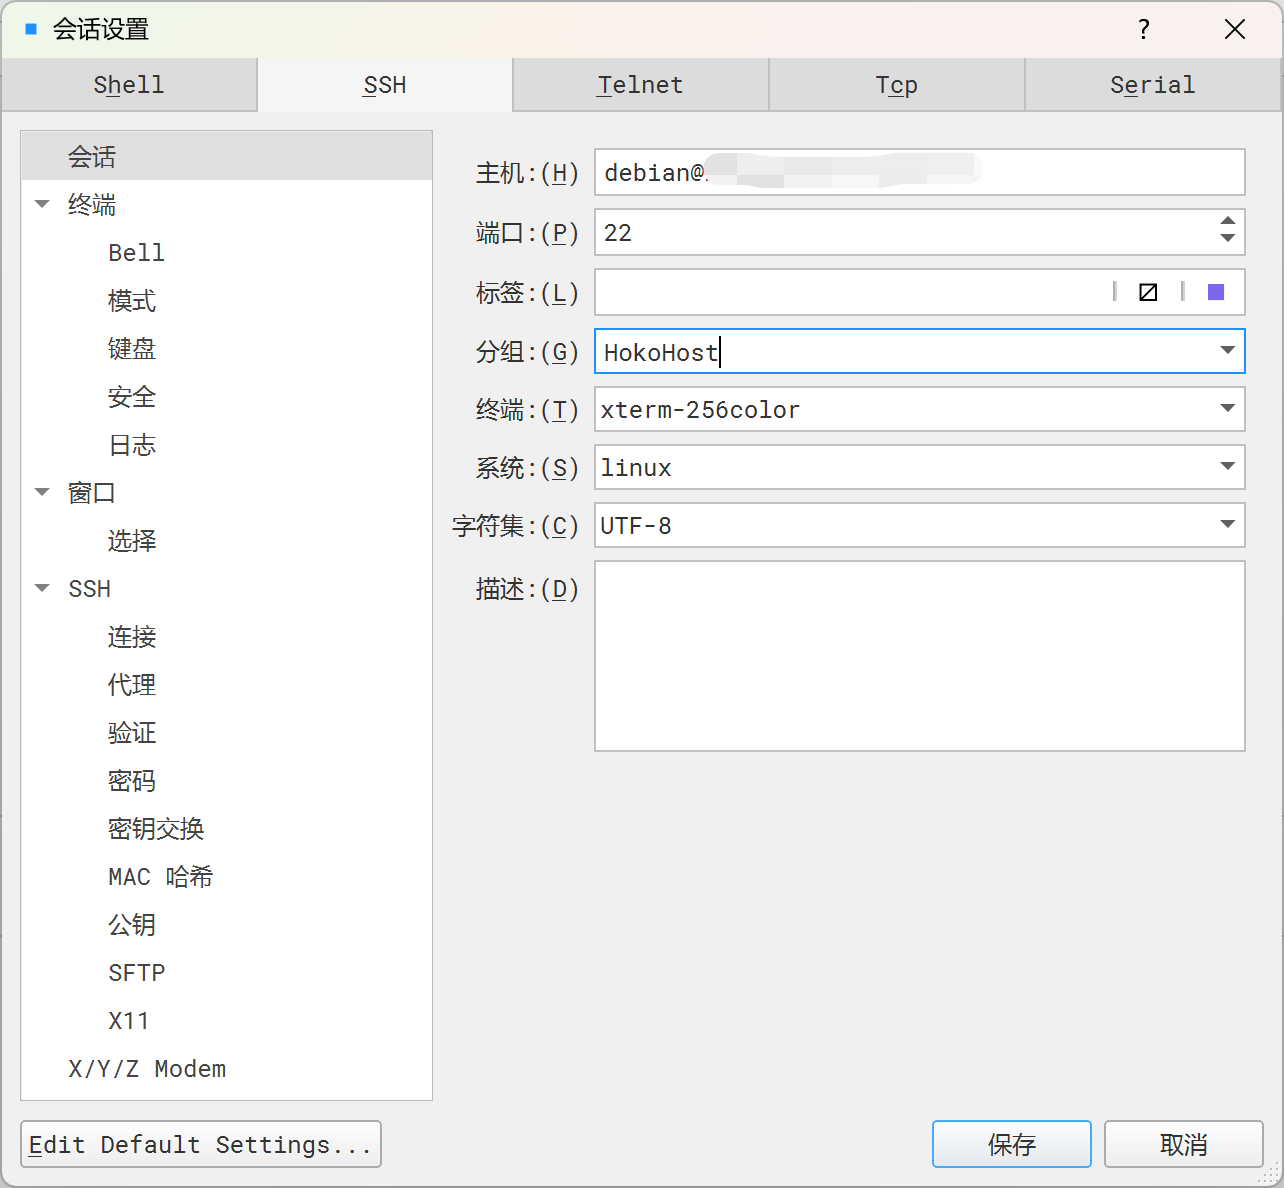 会话设置
?
Shell
SSH
Telnet
Tcp
Serial
会话
终端
Bell
模式
键盘
安全
日志
窗口
选择
SSH
连接
代理
验证
密码
密钥交换
MAC 哈希
公钥
SFTP
X11
X/Y/Z Modem
主机:(H) debian@
端口:(P) 22
标签:(L)
分组:(G) HokoHost
终端:(T) xterm-256color
系统:(S) linux
字符集:(C) UTF-8
描述:(D)
Edit Default Settings...
保存
取消